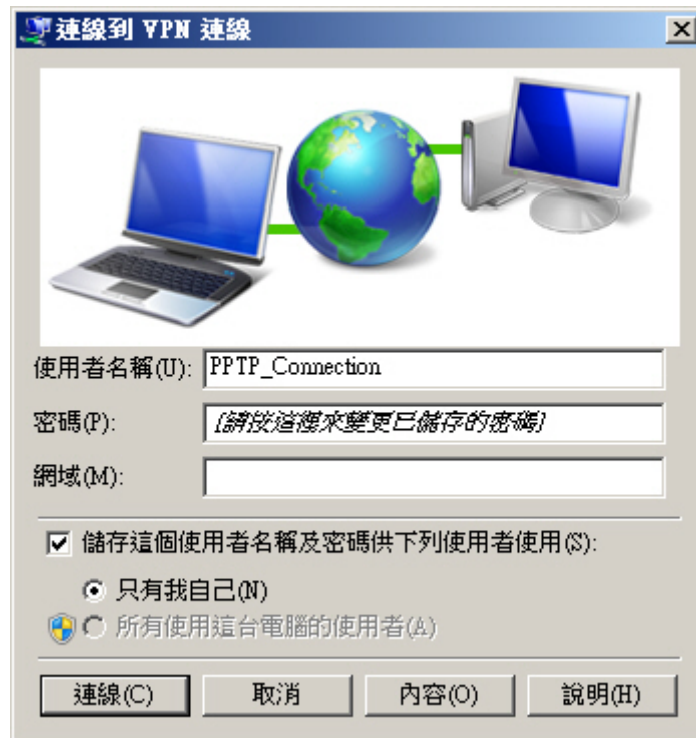 連線到 VPN 連線
使用者名稱(U): PPTP_Connection
密碼(P): [請按這裡來變更已儲存的密碼]
網域(M):
儲存這個使用者名稱及密碼供下列使用者使用(S):
只有我自己(N)
所有使用這台電腦的使用者(A)
連線(C) 取消 內容(O) 說明(H)